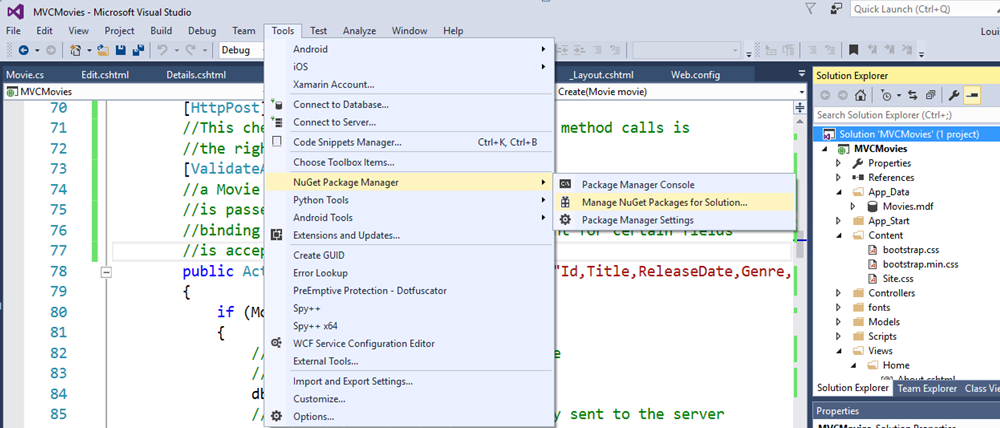 MVCMovies - Microsoft Visual Studio
Quick Launch (Ctrl+Q)
File Edit View Project Build Debug Team Tools Test Analyze Window Help
Loui
Debug
Movie.cs Edit.cshtml Details.cshtml _Layout.cshtml Web.config
MVCMovies
Create(Movie movie)
70 [HttpPost]
71 //This che method calls is
72 //the righ
73 [ValidateA
74 //a Movie
75 //is passe
76 //binding nt for certain fields
77 //is accep
78 public Act "Id,Title,ReleaseDate,Genre,
79 {
80 if (Mo
81 {
82 // e
83 //
84 db
85 // y sent to the server
Android
iOS
Xamarin Account...
Connect to Database...
Connect to Server...
Code Snippets Manager... Ctrl+K, Ctrl+B
Choose Toolbox Items...
NuGet Package Manager
Python Tools
Android Tools
Extensions and Updates...
Create GUID
Error Lookup
PreEmptive Protection - Dotfuscator
Spy++
Spy++ x64
WCF Service Configuration Editor
External Tools...
Import and Export Settings...
Customize...
Options...
Package Manager Console
Manage NuGet Packages for Solution...
Package Manager Settings
Solution Explorer
Search Solution Explorer (Ctrl+;)
Solution 'MVCMovies' (1 project)
MVCMovies
Properties
References
App_Data
Movies.mdf
App_Start
Content
bootstrap.css
bootstrap.min.css
Site.css
Controllers
fonts
Models
Scripts
Views
Home
About.cshtml
Solution Explorer Team Explorer Class Vie
Properties
MVCMovies Solution Properties